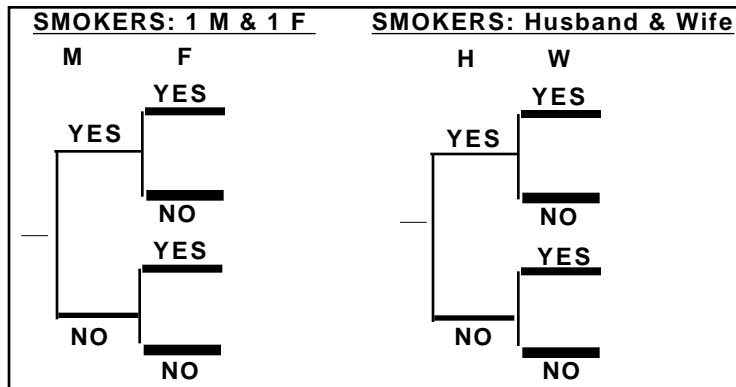 SMOKERS: 1 M & 1 F
M F
YES
YES
NO
YES
NO
NO
SMOKERS: Husband & Wife
H W
YES
YES
NO
YES
NO
NO